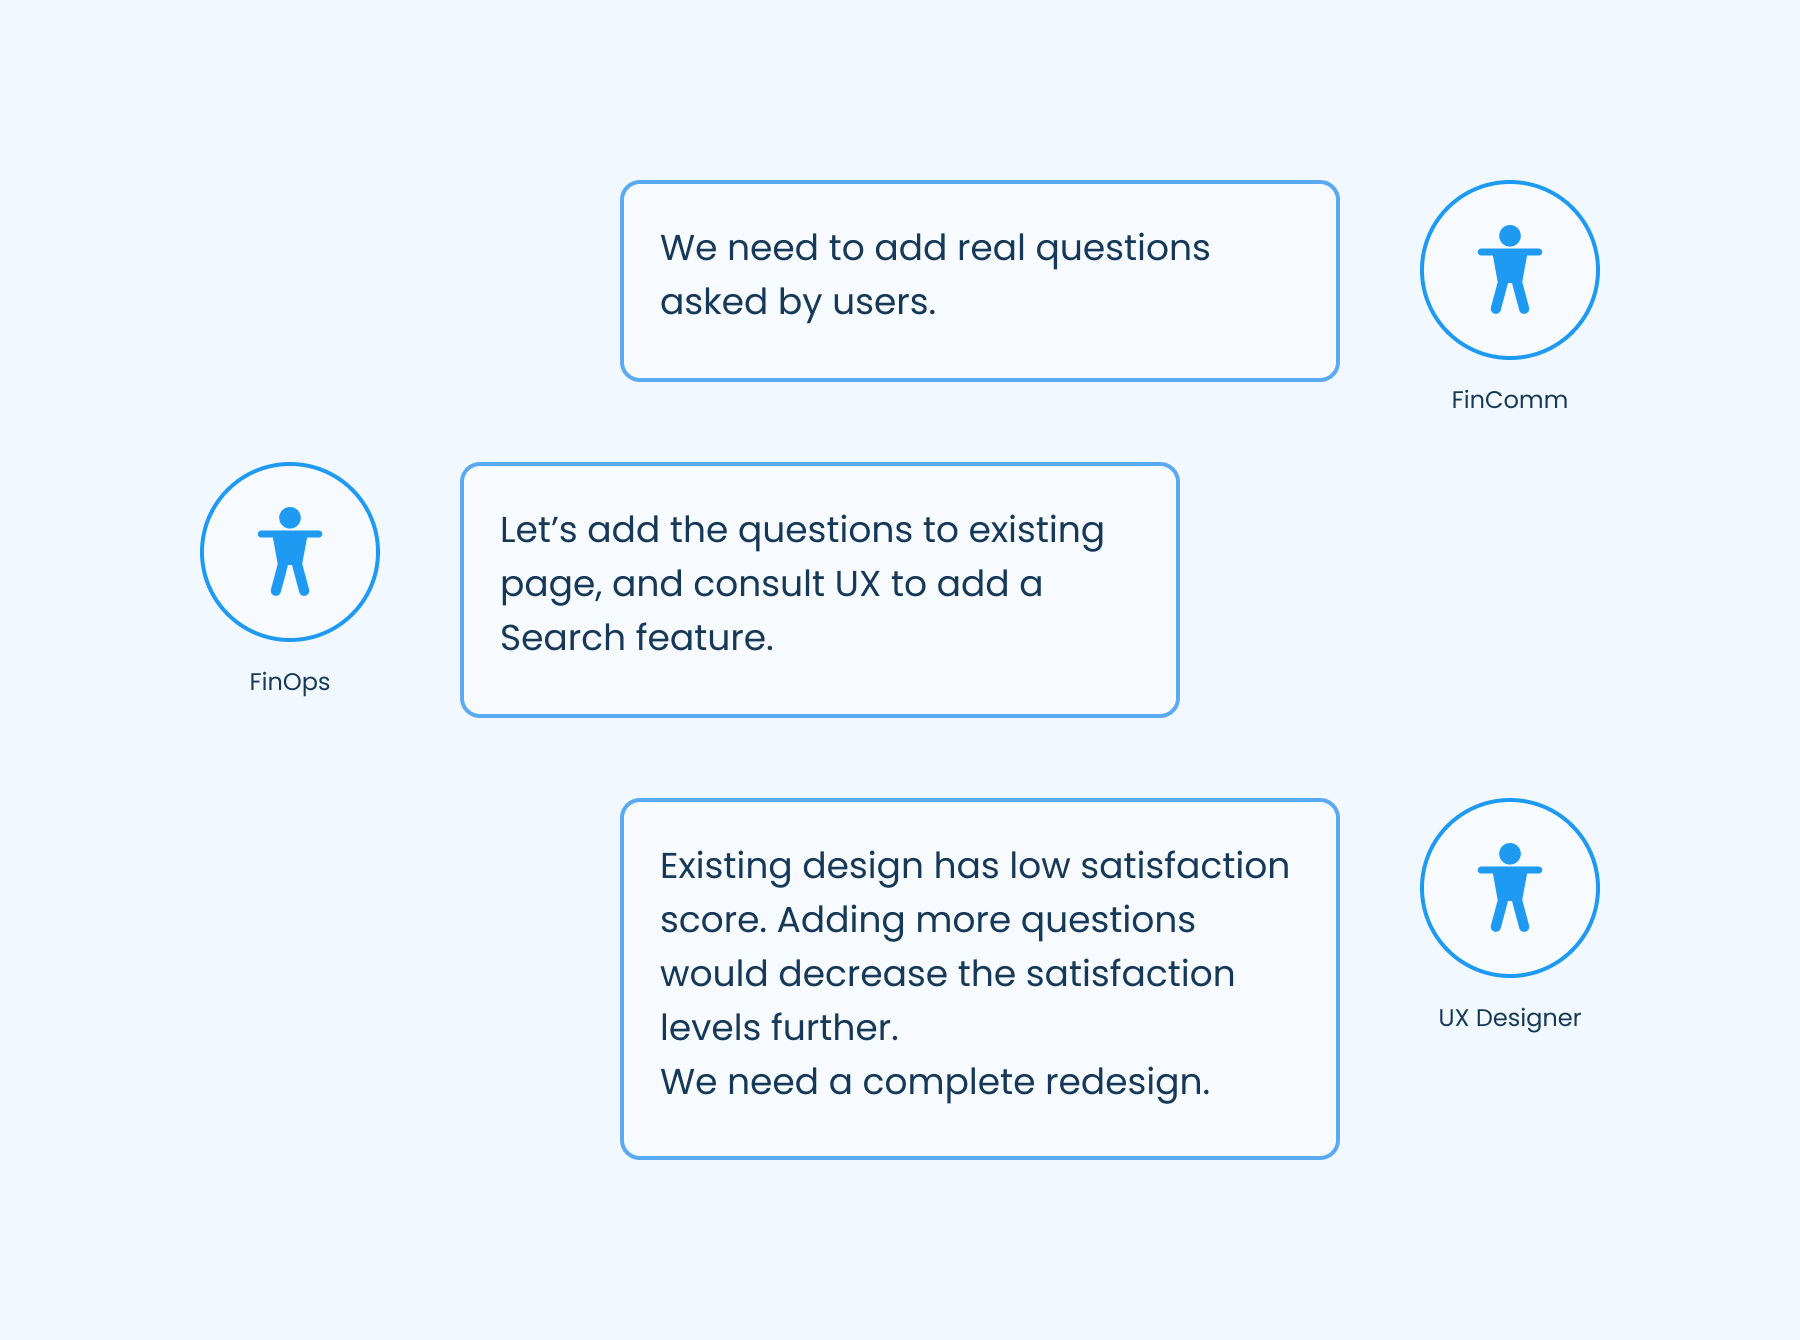 We need to add real questions
asked by users.
FinComm
Let’s add the questions to existing
page, and consult UX to add a
Search feature.
FinOps
Existing design has low satisfaction
score. Adding more questions
would decrease the satisfaction
levels further.
We need a complete redesign.
UX Designer